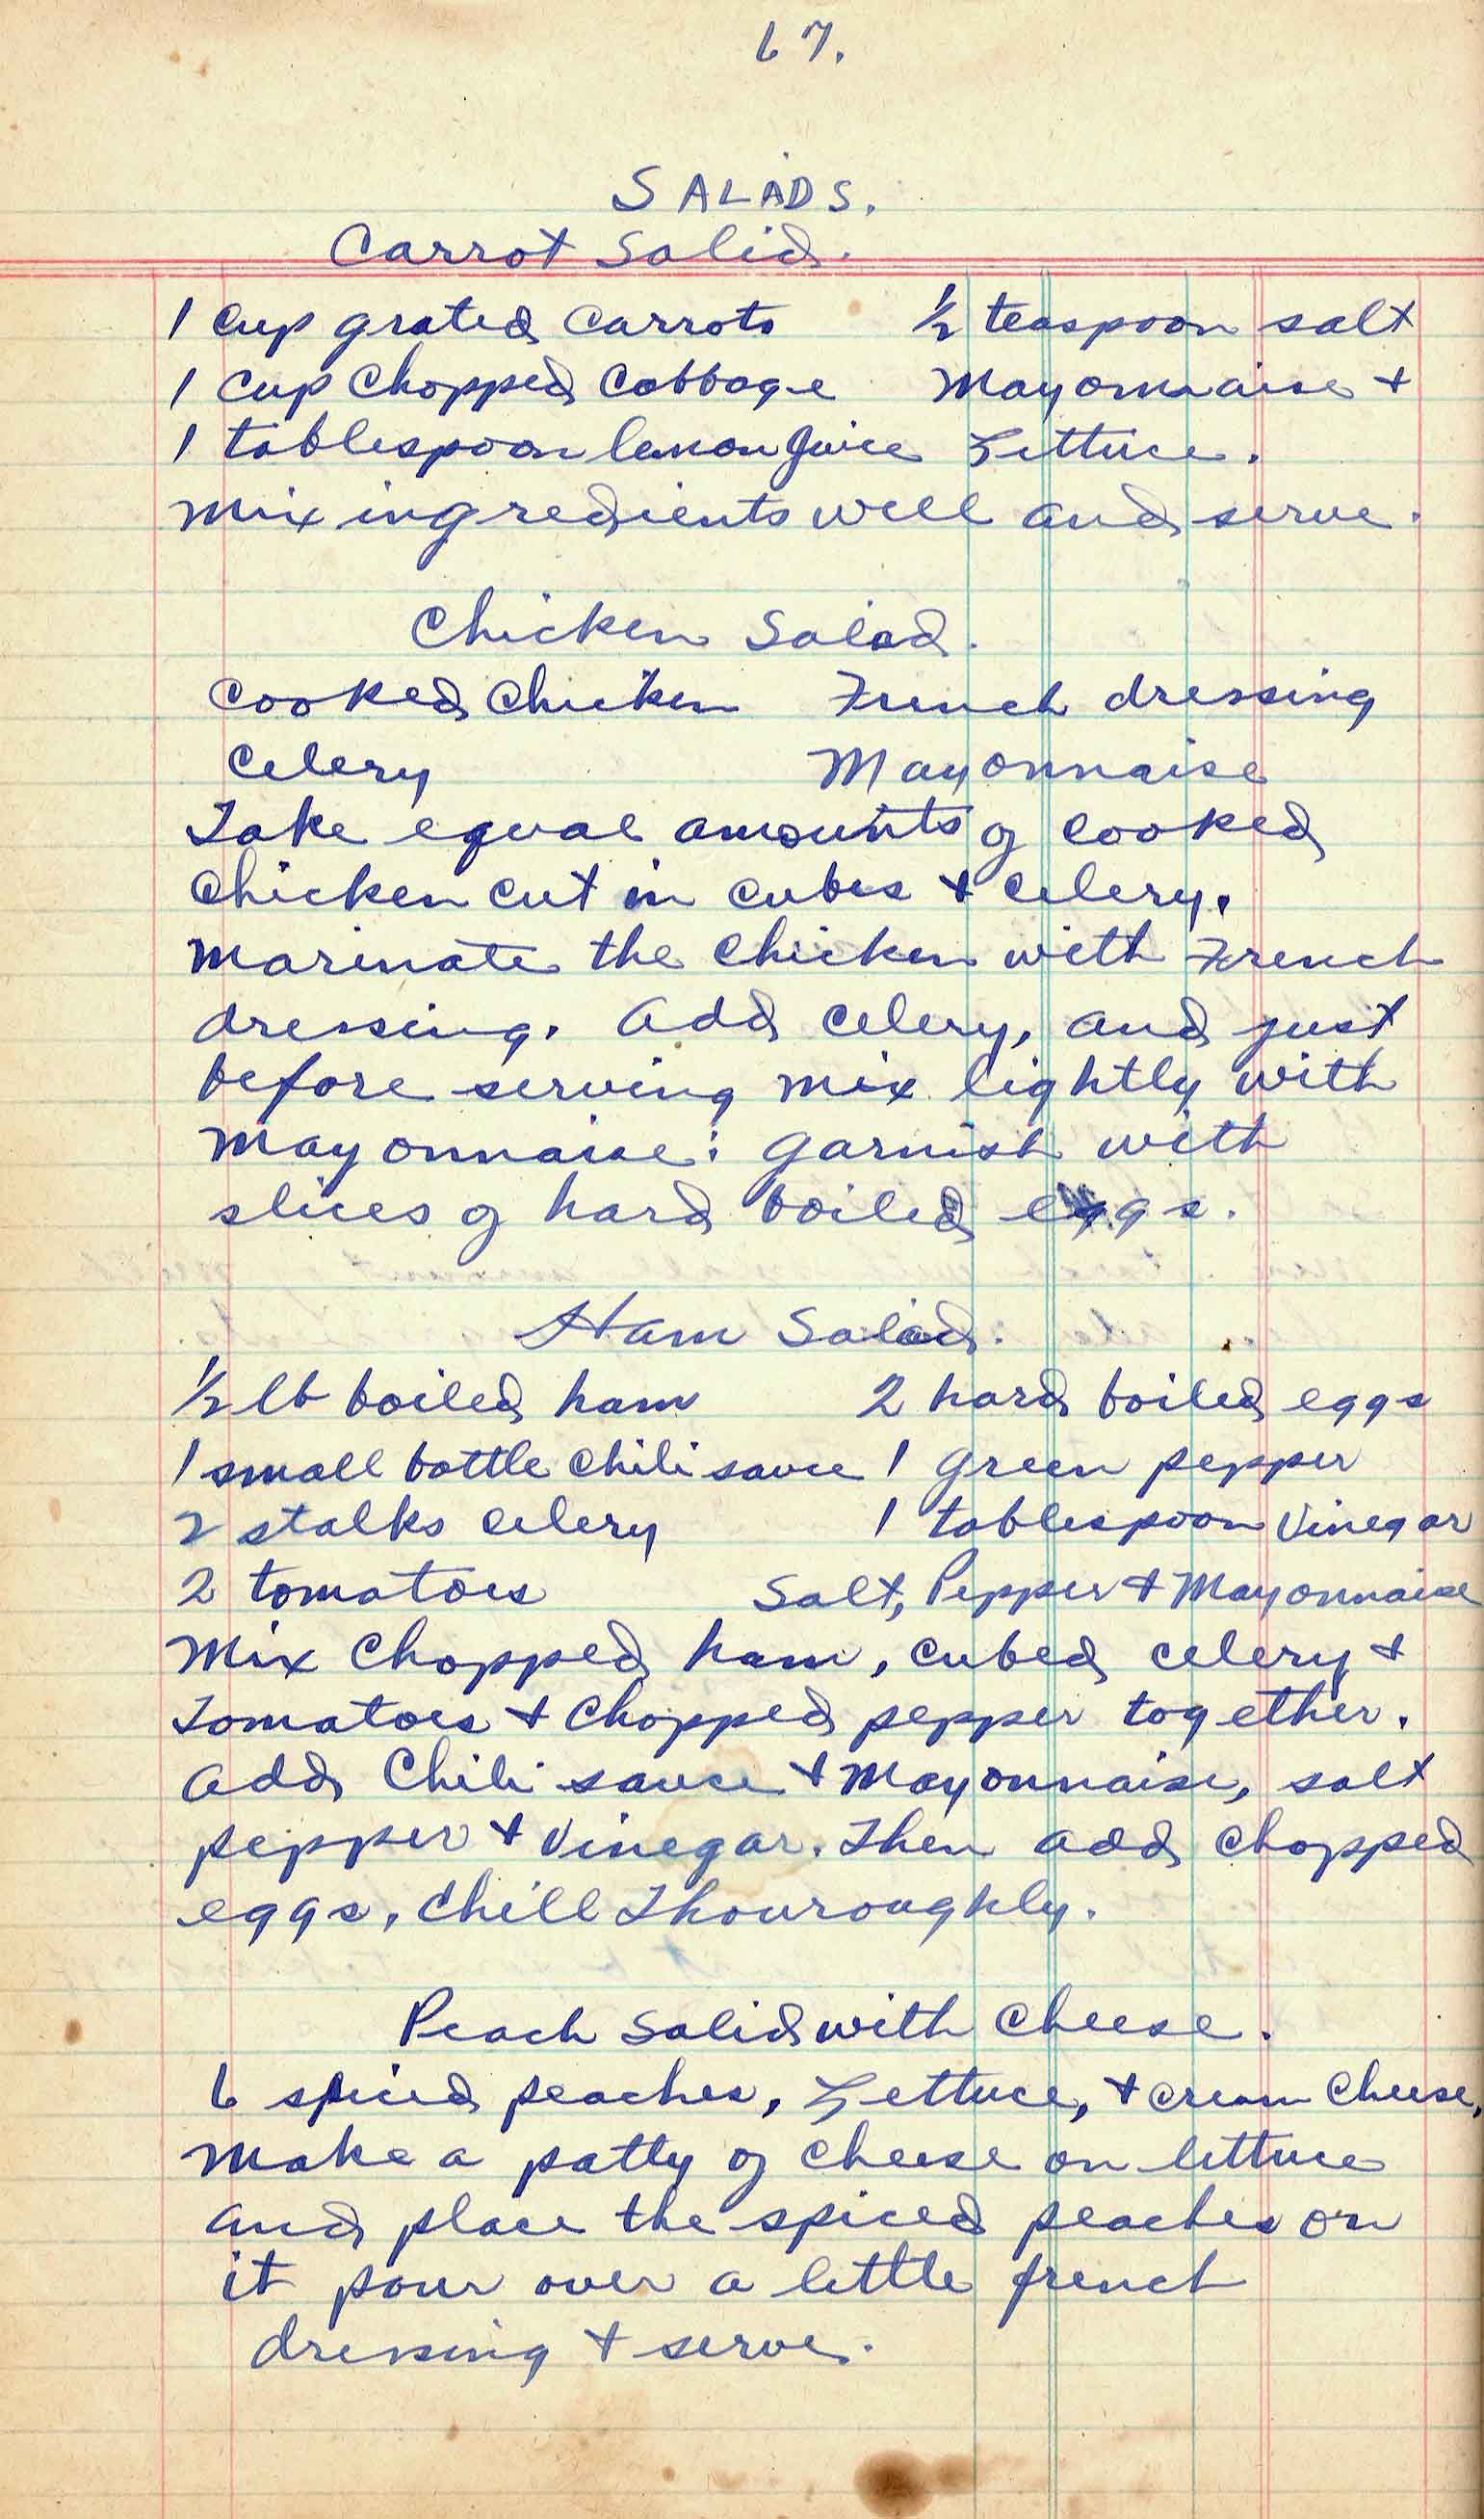 67.
SALADS.
Carrot Salid.
1 Cup grated Carrots ½ teaspoon salt
1 Cup Chopped Cabbage Mayonnaise +
1 tablespoon lemon Juice Lettuce.
Mix ingredients well and serve.
Chicken Salad.
Cooked Chicken French dressing
Celery Mayonnaise
Take equal amounts of cooked
Chicken cut in cubes + celery.
Marinate the Chicken with French
dressing. Add Celery, and just
before serving mix lightly with
Mayonnaise: garnish with
slices of hard boiled eggs.
Ham Salad.
½ lb boiled ham 2 hard boiled eggs
1 small bottle chili sauce 1 green pepper
2 stalks celery 1 tablespoon Vinegar
2 tomatoes Salt, Pepper + Mayonnaise
Mix Chopped ham, cubed celery +
Tomatoes + Chopped pepper together.
Add Chili sauce + Mayonnaise, salt
pepper + Vinegar. Then add Chopped
eggs, Chill Thouroughly.
Peach Salid with Cheese.
6 spiced peaches, Lettuce, + cream Cheese,
Make a patty of Cheese on lettuce
and place the spiced peaches on
it pour over a little french
dressing + serve.